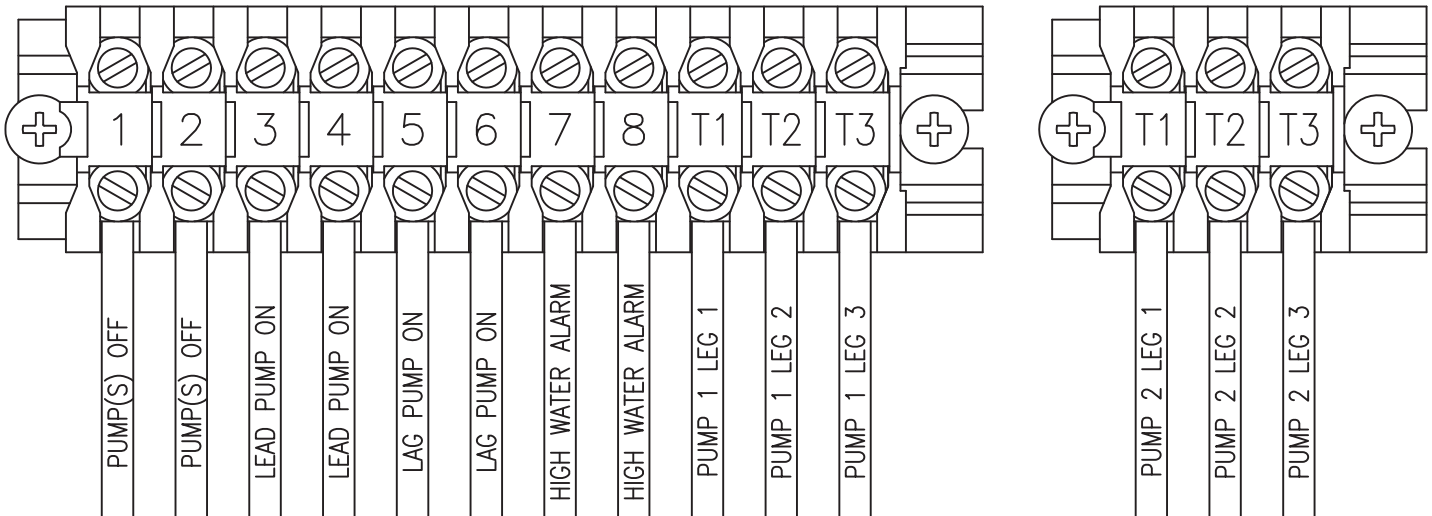 1 2 3 4 5 6 7 8 T1 T2 T3
T1 T2 T3
PUMP(S) OFF
PUMP(S) OFF
LEAD PUMP ON
LEAD PUMP ON
LAG PUMP ON
LAG PUMP ON
HIGH WATER ALARM
HIGH WATER ALARM
PUMP 1 LEG 1
PUMP 1 LEG 2
PUMP 1 LEG 3
PUMP 2 LEG 1
PUMP 2 LEG 2
PUMP 2 LEG 3